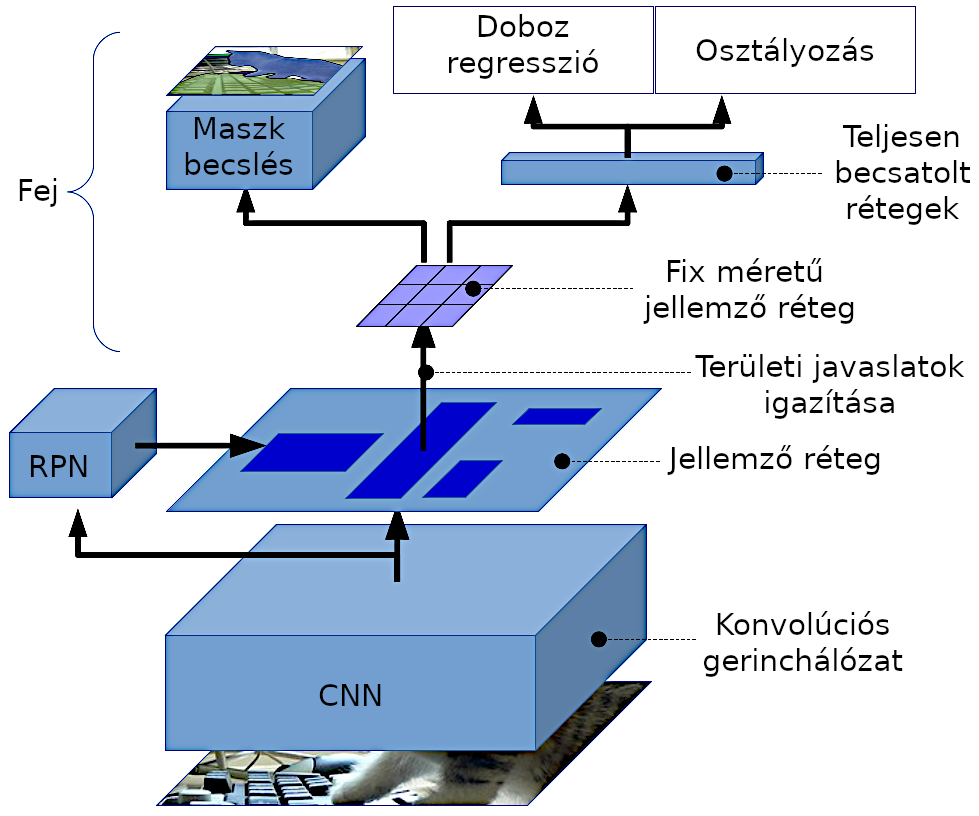 Doboz
regresszió
Osztályozás
Maszk
becslés
Teljesen
becsatolt
rétegek
Fej
Fix méretű
jellemző réteg
Területi javaslatok
igazítása
RPN
Jellemző réteg
Konvolúciós
gerinchálózat
CNN